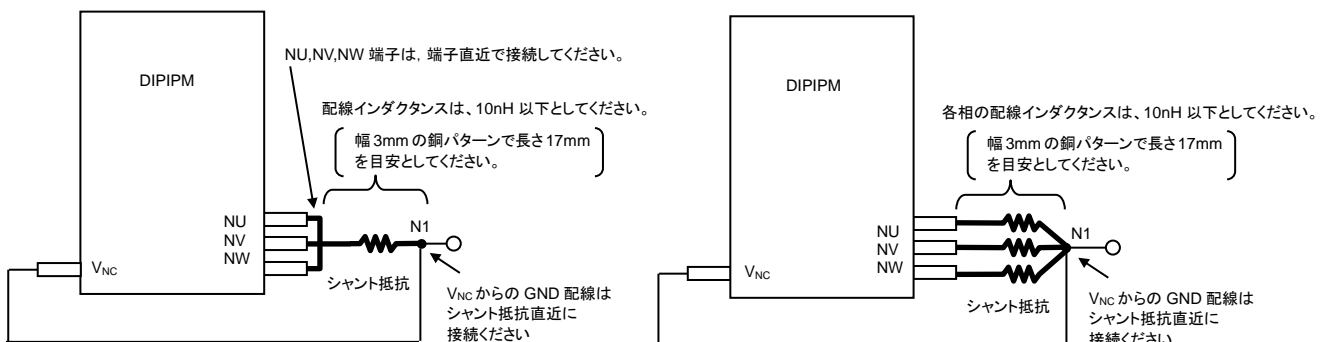 NU,NV,NW 端子は，端子直近で接続してください。
DIPIPM
配線インダクタンスは、10nH 以下としてください。
幅 3mm の銅パターンで長さ 17mm
を目安としてください。
NU
NV
NW
N1
VNC
シャント抵抗
VNC からの GND 配線は
シャント抵抗直近に
接続ください
DIPIPM
各相の配線インダクタンスは、10nH 以下としてください。
幅 3mm の銅パターンで長さ 17mm
を目安としてください。
NU
NV
NW
N1
VNC
シャント抵抗
VNC からの GND 配線は
シャント抵抗直近に
接続ください